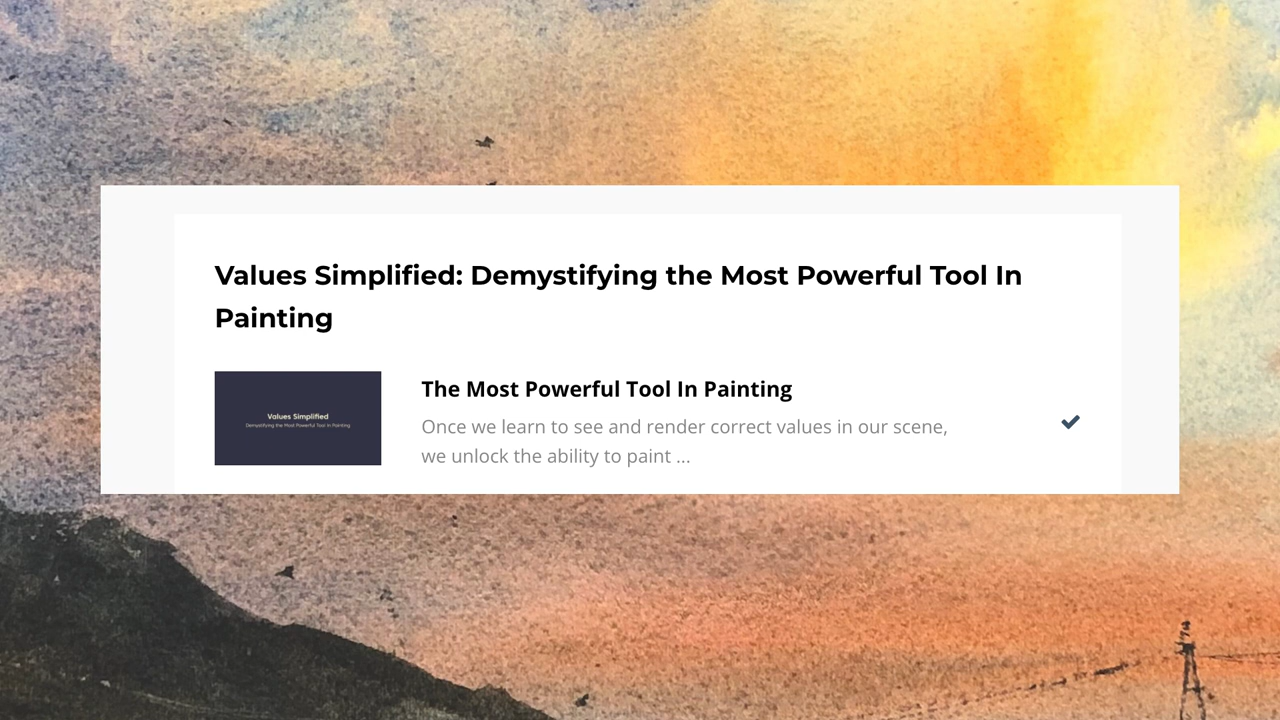 Values Simplified: Demystifying the Most Powerful Tool In
Painting
Values Simplified
Demystifying the Most Powerful Tool in Painting
The Most Powerful Tool In Painting
Once we learn to see and render correct values in our scene,
we unlock the ability to paint ...